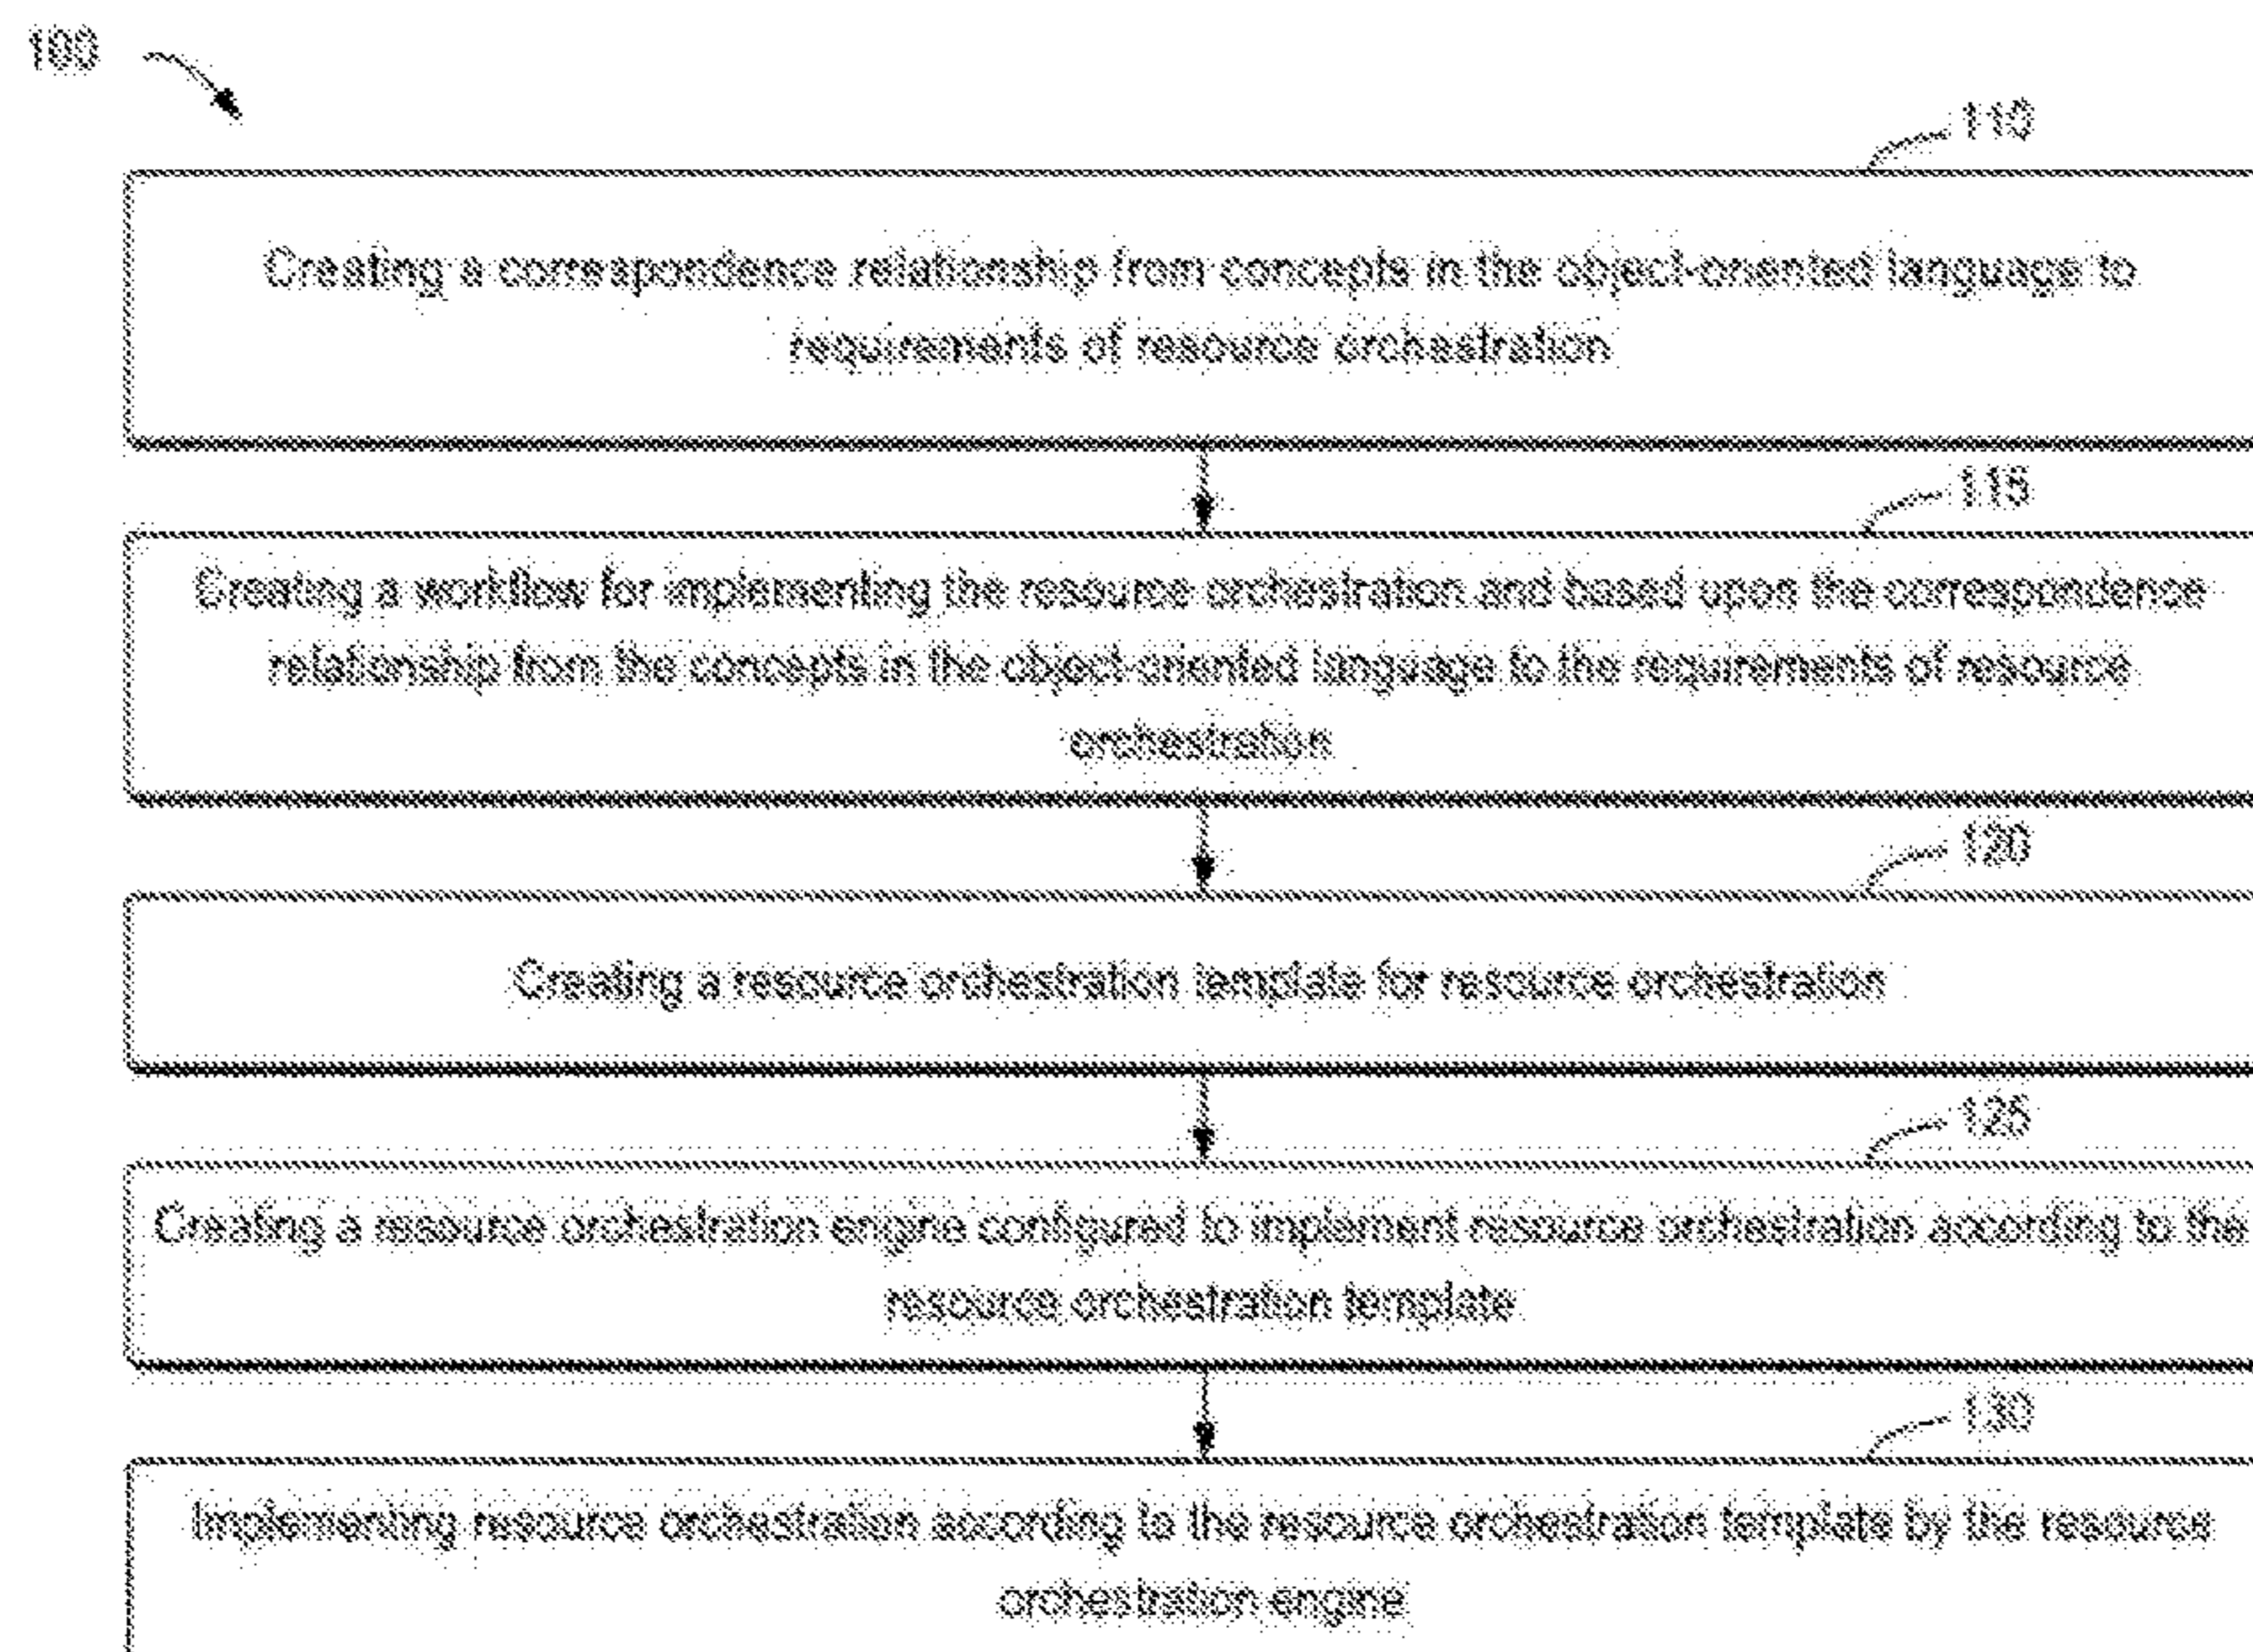 100
110
Creating a correspondence relationship from concepts in the object-oriented language to
requirements of resource orchestration
115
Creating a workflow for implementing the resource orchestration and based upon the correspondence
relationship from the concepts in the object-oriented language to the requirements of resource
orchestration
120
Creating a resource orchestration template for resource orchestration
125
Creating a resource orchestration engine configured to implement resource orchestration according to the
resource orchestration template
130
Implementing resource orchestration according to the resource orchestration template by the resource
orchestration engine